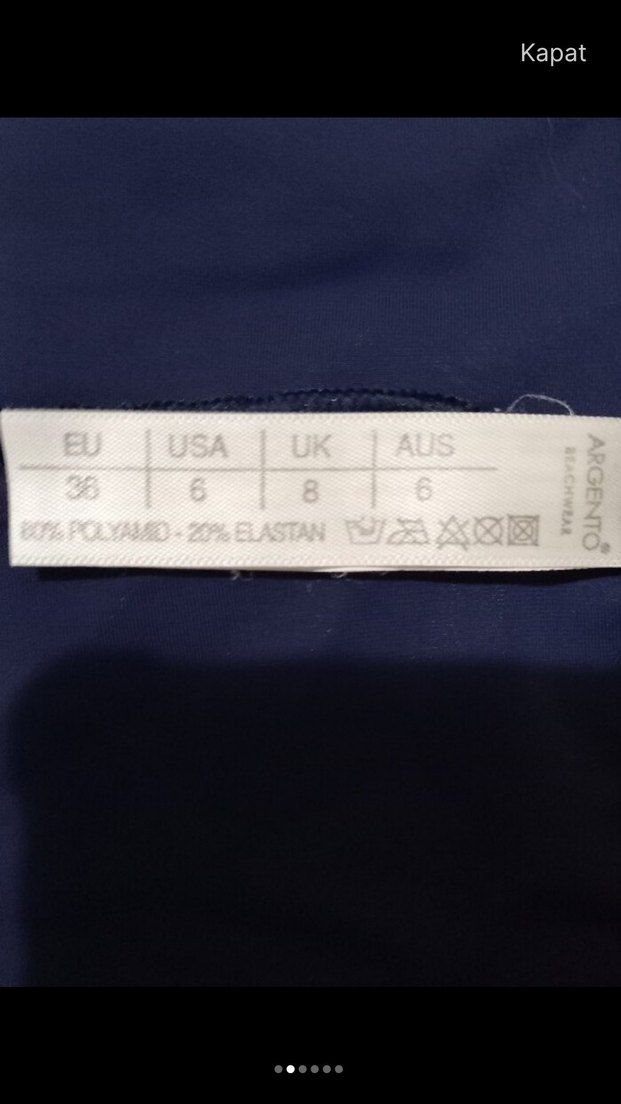 Kapat
EU USA UK AUS
36 6 8 6
80% POLYAMID - 20% ELASTAN
ARGENTO®
BEACHWEAR